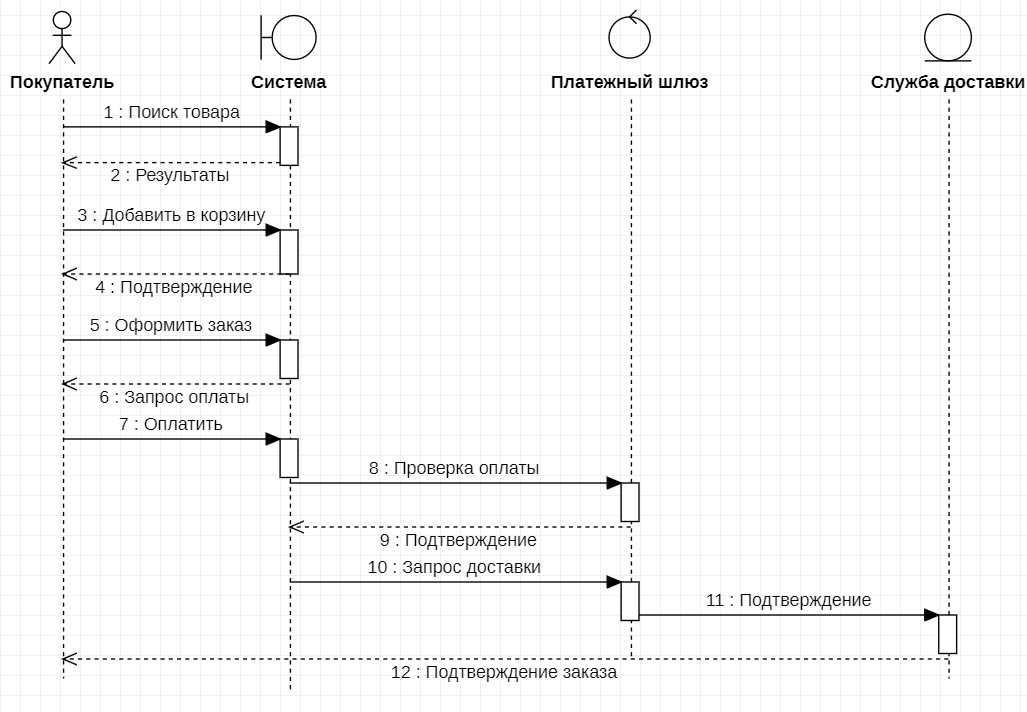 Покупатель
Система
Платежный шлюз
Служба доставки
1 : Поиск товара
2 : Результаты
3 : Добавить в корзину
4 : Подтверждение
5 : Оформить заказ
6 : Запрос оплаты
7 : Оплатить
8 : Проверка оплаты
9 : Подтверждение
10 : Запрос доставки
11 : Подтверждение
12 : Подтверждение заказа